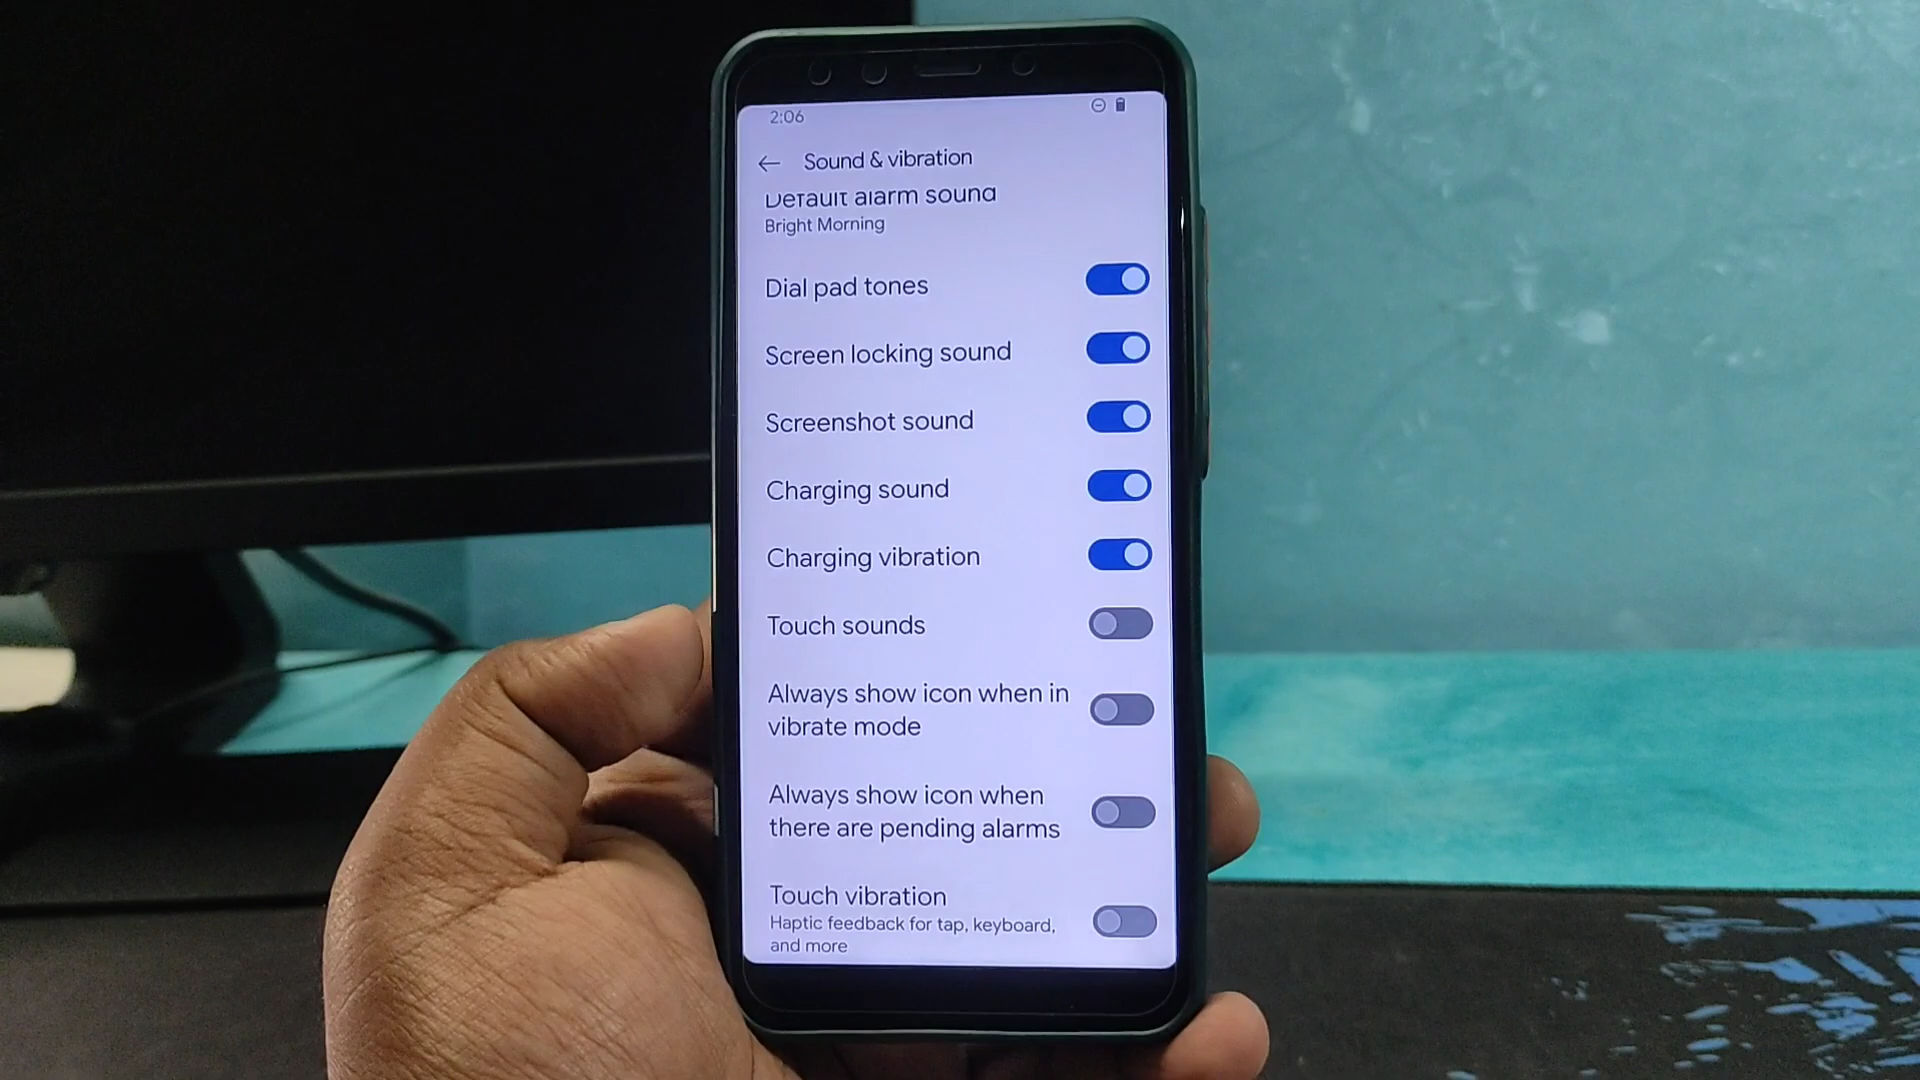 2:06
Sound & vibration
Default alarm sound
Bright Morning
Dial pad tones
Screen locking sound
Screenshot sound
Charging sound
Charging vibration
Touch sounds
Always show icon when in
vibrate mode
Always show icon when
there are pending alarms
Touch vibration
Haptic feedback for tap, keyboard,
and more